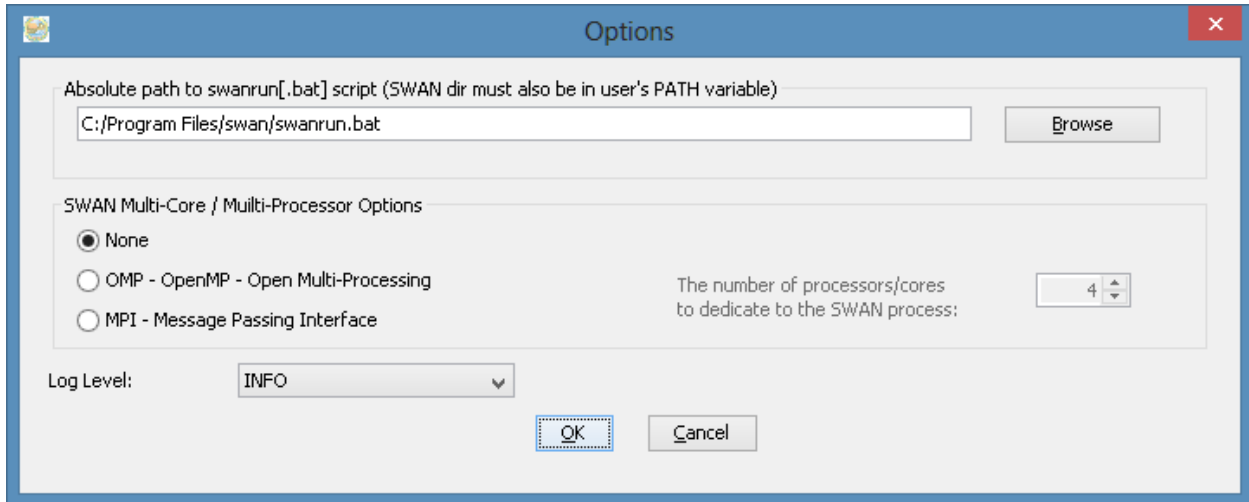 Options
Absolute path to swanrun[.bat] script (SWAN dir must also be in user's PATH variable)
C:/Program Files/swan/swanrun.bat
Browse
SWAN Multi-Core / Muilti-Processor Options
None
OMP - OpenMP - Open Multi-Processing
MPI - Message Passing Interface
The number of processors/cores
to dedicate to the SWAN process:
4
Log Level:
INFO
OK
Cancel